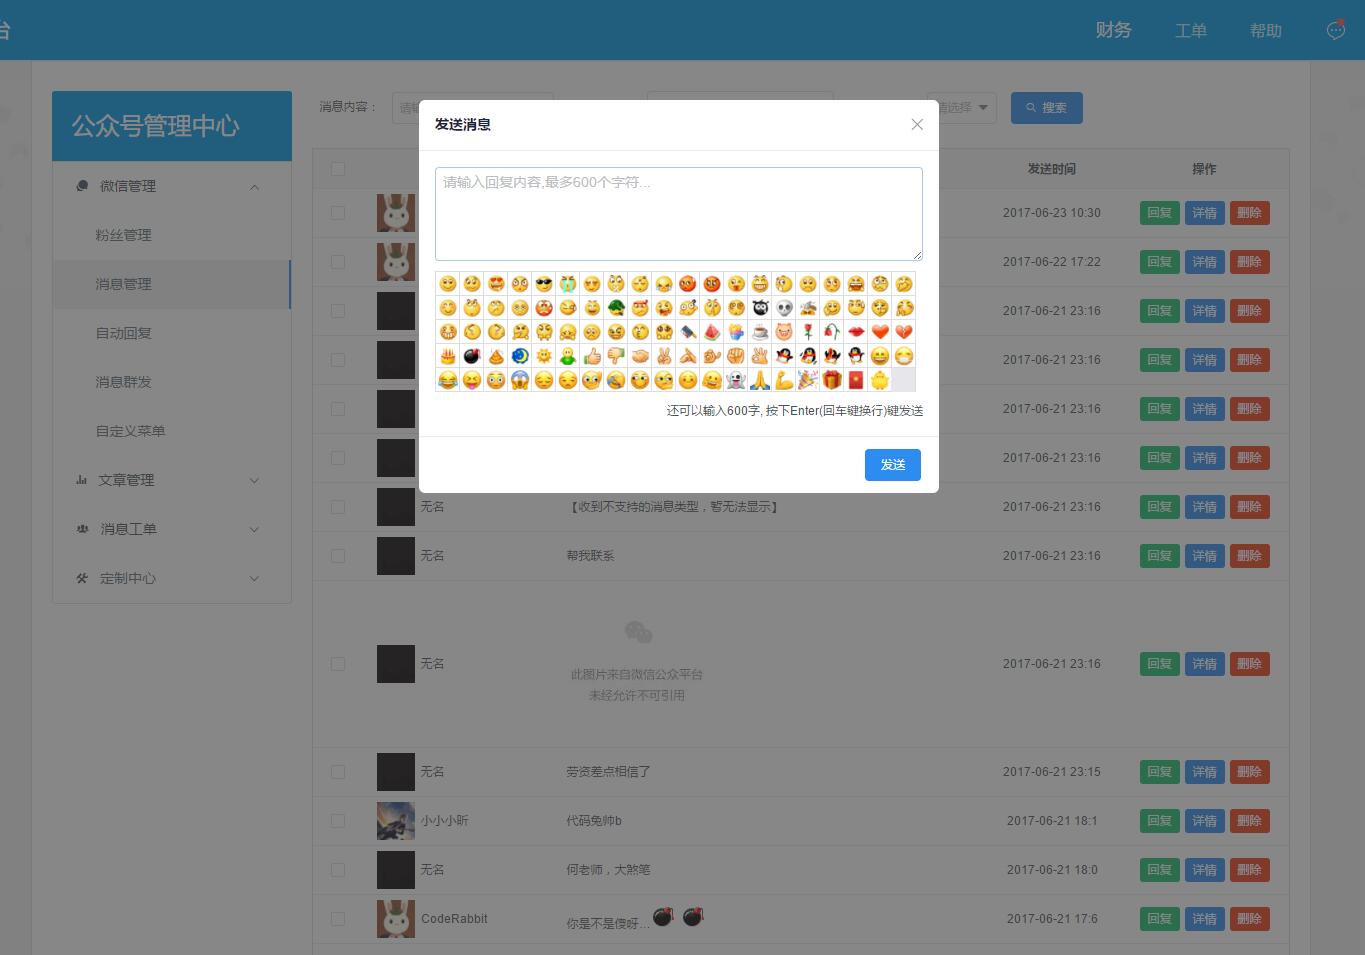 台
财务 工单 帮助
公众号管理中心
微信管理
粉丝管理
消息管理
自动回复
消息群发
自定义菜单
文章管理
消息工单
定制中心
消息内容：
请选择
搜索
发送时间 操作
2017-06-23 10:30 回复 详情 删除
2017-06-22 17:22 回复 详情 删除
2017-06-21 23:16 回复 详情 删除
2017-06-21 23:16 回复 详情 删除
2017-06-21 23:16 回复 详情 删除
2017-06-21 23:16 回复 详情 删除
无名 【收到不支持的消息类型，暂无法显示】 2017-06-21 23:16 回复 详情 删除
无名 帮我联系 2017-06-21 23:16 回复 详情 删除
此图片来自微信公众平台
未经允许不可引用
无名 2017-06-21 23:16 回复 详情 删除
无名 劳资差点相信了 2017-06-21 23:15 回复 详情 删除
小小小昕 代码兔帅b 2017-06-21 18:1 回复 详情 删除
无名 何老师，大煞笔 2017-06-21 18:0 回复 详情 删除
CodeRabbit 你是不是傻呀... 2017-06-21 17:6 回复 详情 删除
发送消息
请输入回复内容,最多600个字符...
还可以输入600字, 按下Enter(回车键换行)键发送
发送